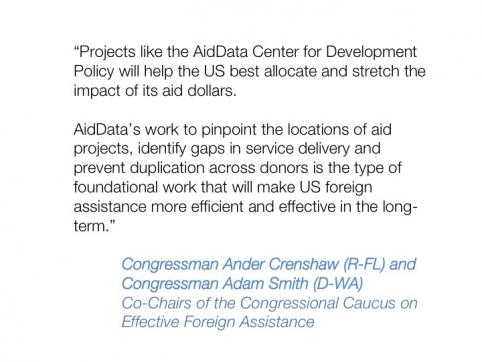 “Projects like the AidData Center for Development
Policy will help the US best allocate and stretch the
impact of its aid dollars.
AidData’s work to pinpoint the locations of aid
projects, identify gaps in service delivery and
prevent duplication across donors is the type of
foundational work that will make US foreign
assistance more efficient and effective in the long-
term.”
Congressman Ander Crenshaw (R-FL) and
Congressman Adam Smith (D-WA)
Co-Chairs of the Congressional Caucus on
Effective Foreign Assistance